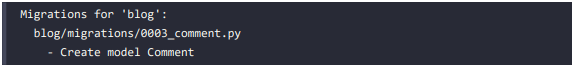 Migrations for 'blog':
blog/migrations/0003_comment.py
- Create model Comment